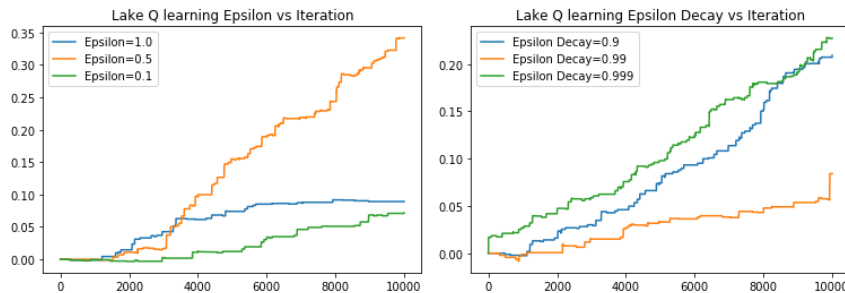 Lake Q learning Epsilon vs Iteration
Epsilon=1.0
Epsilon=0.5
Epsilon=0.1
0.35
0.30
0.25
0.20
0.15
0.10
0.05
0.00
0 2000 4000 6000 8000 10000
Lake Q learning Epsilon Decay vs Iteration
Epsilon Decay=0.9
Epsilon Decay=0.99
Epsilon Decay=0.999
0.20
0.15
0.10
0.05
0.00
0 2000 4000 6000 8000 10000